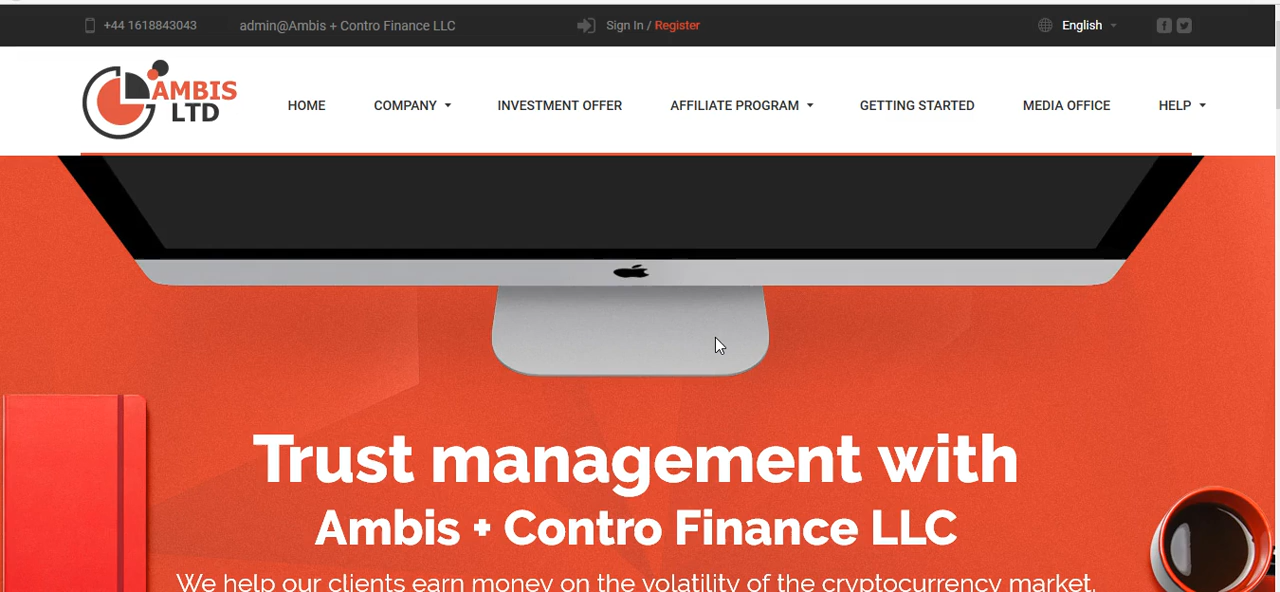 +44 1618843043 admin@Ambis + Contro Finance LLC Sign In / Register English
AMBIS
LTD
HOME COMPANY INVESTMENT OFFER AFFILIATE PROGRAM GETTING STARTED MEDIA OFFICE HELP
Trust management with
Ambis + Contro Finance LLC
We help our clients earn money on the volatility of the cryptocurrency market.